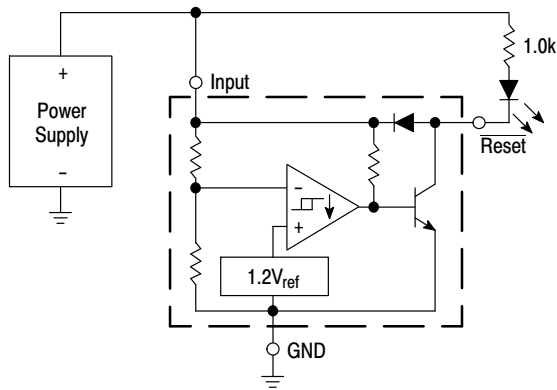 1.0k
+
Input
Power
Supply
Reset
-
−
+
1.2Vref
GND